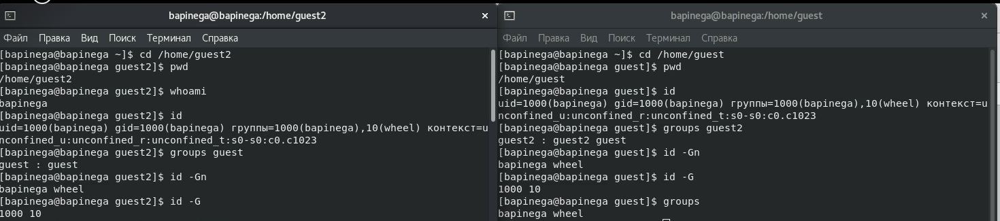 bapinega@bapinega:/home/guest2 ×
Файл Правка Вид Поиск Терминал Справка
[bapinega@bapinega ~]$ cd /home/guest2
[bapinega@bapinega guest2]$ pwd
/home/guest2
[bapinega@bapinega guest2]$ whoami
bapinega
[bapinega@bapinega guest2]$ id
uid=1000(bapinega) gid=1000(bapinega) группы=1000(bapinega),10(wheel) контекст=u
nconfined_u:unconfined_r:unconfined_t:s0-s0:c0.c1023
[bapinega@bapinega guest2]$ groups guest
guest : guest
[bapinega@bapinega guest2]$ id -Gn
bapinega wheel
[bapinega@bapinega guest2]$ id -G
1000 10
bapinega@bapinega:/home/guest ×
Файл Правка Вид Поиск Терминал Справка
[bapinega@bapinega ~]$ cd /home/guest
[bapinega@bapinega guest]$ pwd
/home/guest
[bapinega@bapinega guest]$ id
uid=1000(bapinega) gid=1000(bapinega) группы=1000(bapinega),10(wheel) контекст=u
nconfined_u:unconfined_r:unconfined_t:s0-s0:c0.c1023
[bapinega@bapinega guest]$ groups guest2
guest2 : guest2 guest
[bapinega@bapinega guest]$ id -Gn
bapinega wheel
[bapinega@bapinega guest]$ id -G
1000 10
[bapinega@bapinega guest]$ groups
bapinega wheel